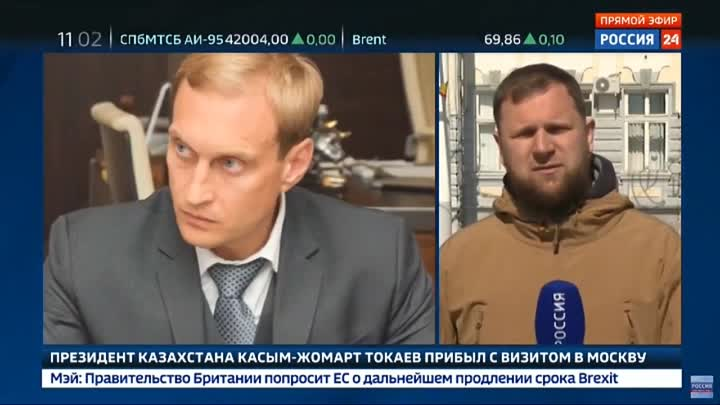 ПРЯМОЙ ЭФИР
11 02 СПбМТСБ АИ-95 42004,00 ▲0,00 Brent 69,86 ▲0,10 РОССИЯ 24
РОССИЯ
ПРЕЗИДЕНТ КАЗАХСТАНА КАСЫМ-ЖОМАРТ ТОКАЕВ ПРИБЫЛ С ВИЗИТОМ В МОСКВУ
Мэй: Правительство Британии попросит ЕС о дальнейшем продлении срока Brexit
РОССИЯ